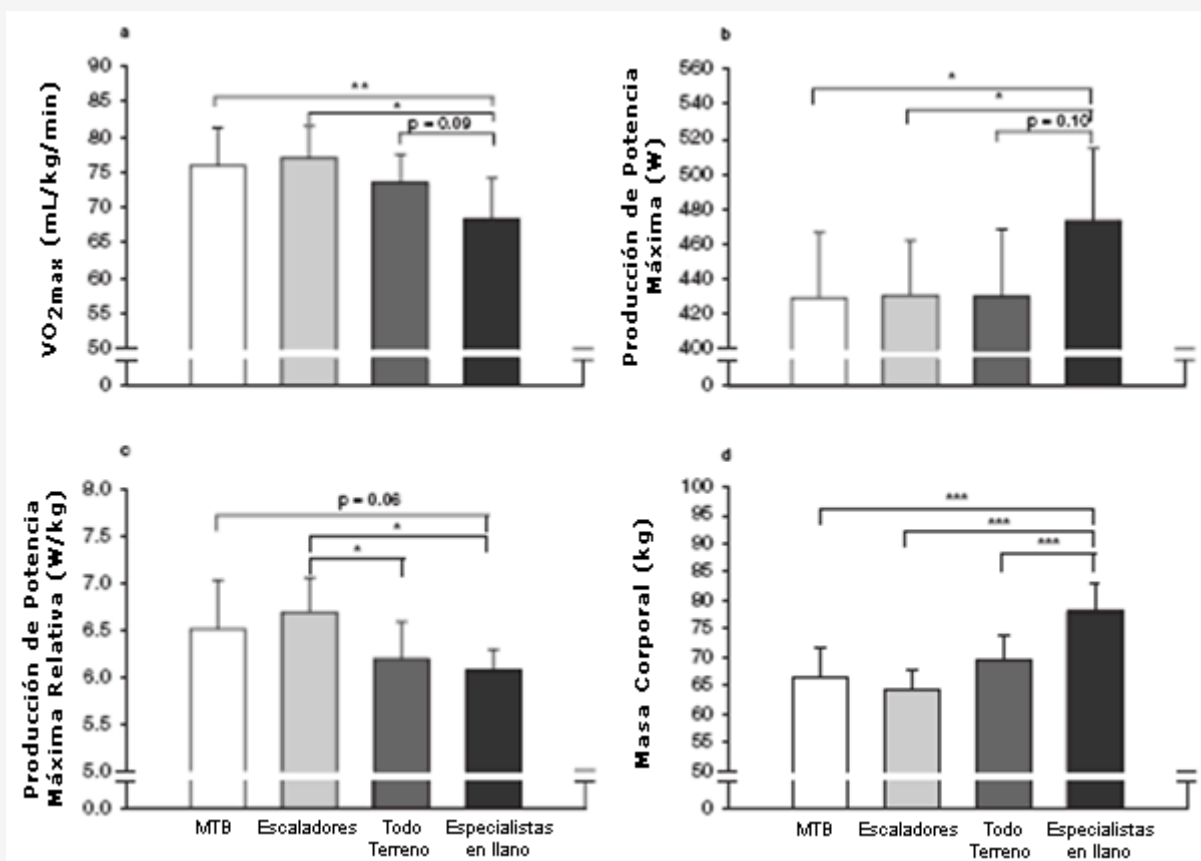 a
VO2max (mL/kg/min)
90
85
80
75
70
65
60
55
50
0
**
*
p = 0.09
b
Producción de Potencia
Máxima (W)
560
540
520
500
480
460
440
420
400
0
*
*
p = 0.10
c
Producción de Potencia
Máxima Relativa (W/kg)
8.0
7.5
7.0
6.5
6.0
5.5
5.0
0.0
p = 0.06
*
*
MTB
Escaladores
Todo
Terreno
Especialistas
en llano
d
Masa Corporal (kg)
100
95
90
85
80
75
70
65
60
55
50
0
***
***
***
MTB
Escaladores
Todo
Terreno
Especialistas
en llano